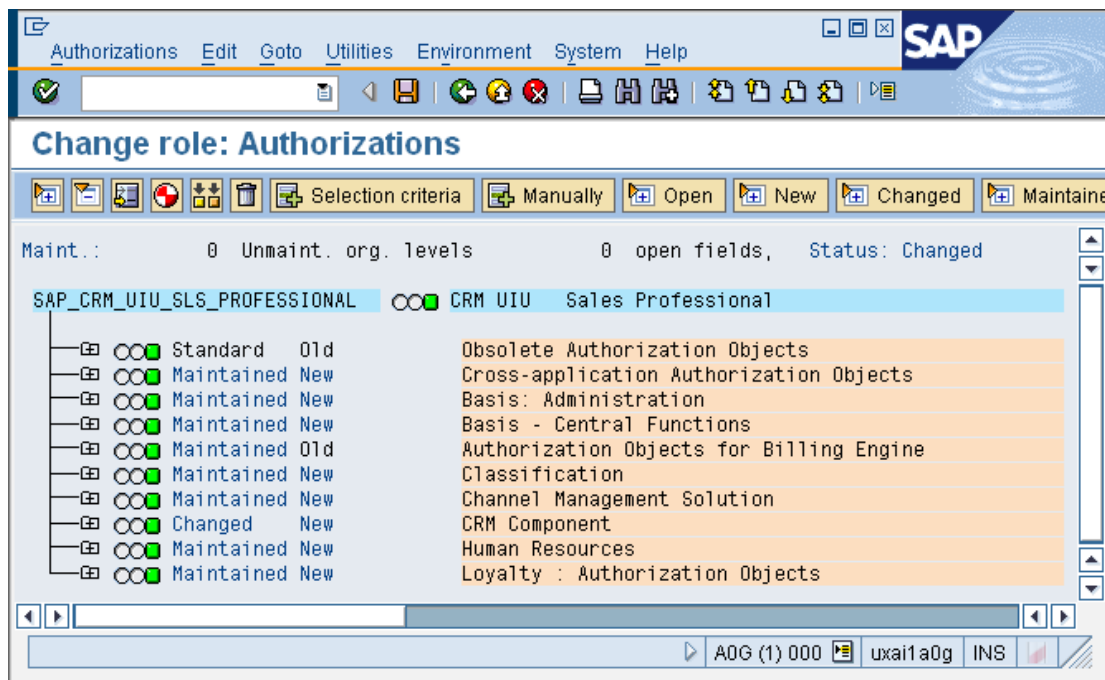 Authorizations Edit Goto Utilities Environment System Help
SAP
Change role: Authorizations
Selection criteria Manually Open New Changed Maintaine
Maint.: 0 Unmaint. org. levels 0 open fields, Status: Changed
SAP_CRM_UIU_SLS_PROFESSIONAL CRM UIU Sales Professional
Standard Old Obsolete Authorization Objects
Maintained New Cross-application Authorization Objects
Maintained New Basis: Administration
Maintained New Basis - Central Functions
Maintained Old Authorization Objects for Billing Engine
Maintained New Classification
Maintained New Channel Management Solution
Changed New CRM Component
Maintained New Human Resources
Maintained New Loyalty : Authorization Objects
A0G (1) 000 uxai1a0g INS